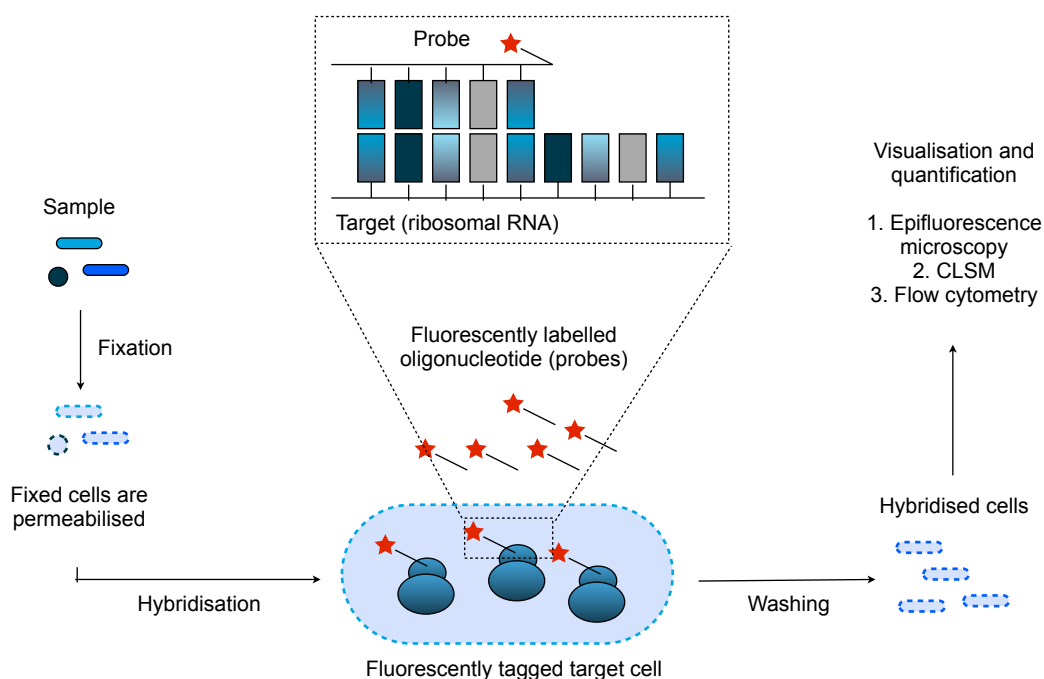 Probe
Target (ribosomal RNA)
Sample
Fixation
Fixed cells are
permeabilised
Hybridisation
Fluorescently labelled
oligonucleotide (probes)
Fluorescently tagged target cell
Washing
Hybridised cells
Visualisation and
quantification
1. Epifluorescence
microscopy
2. CLSM
3. Flow cytometry